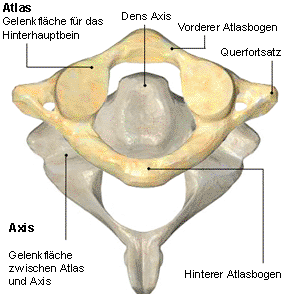 Atlas
Gelenkfläche für das
Hinterhauptbein
Dens Axis
Vorderer Atlasbogen
Querfortsatz
Axis
Gelenkfläche
zwischen Atlas
und Axis
Hinterer Atlasbogen